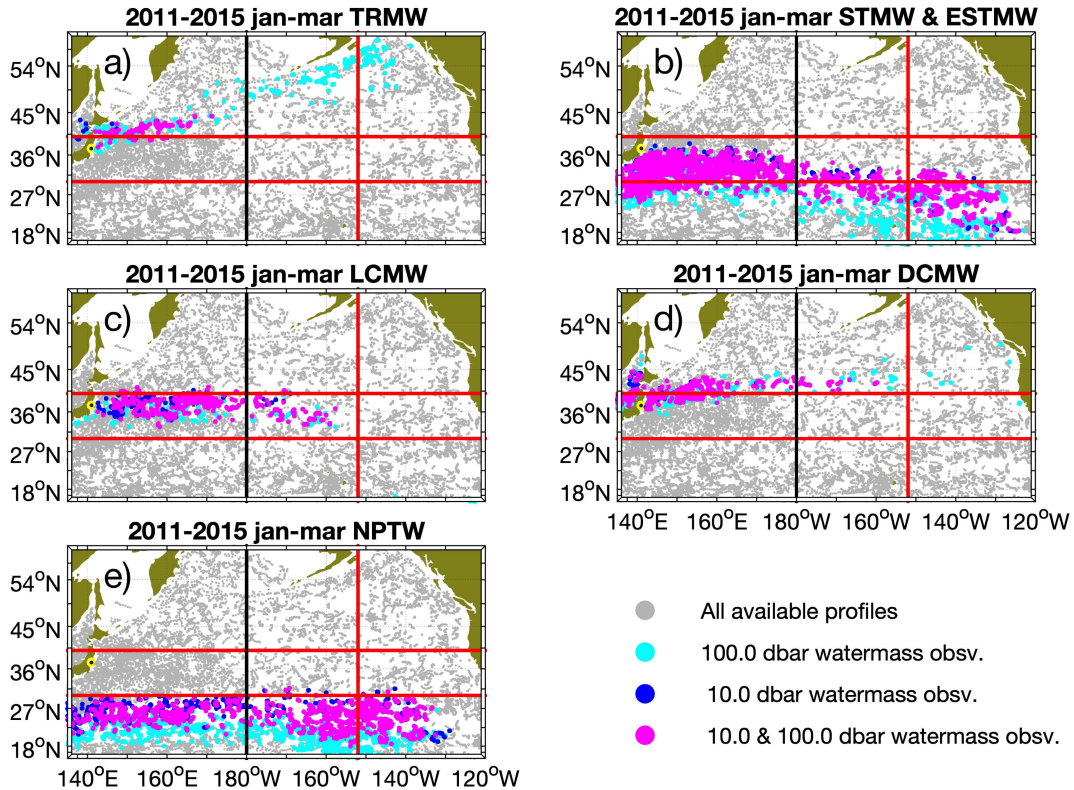 2011-2015 jan-mar TRMW
2011-2015 jan-mar STMW & ESTMW
a)
54°N
45°N
36°N
27°N
18°N
b)
54°N
45°N
36°N
27°N
18°N
2011-2015 jan-mar LCMW
2011-2015 jan-mar DCMW
c)
54°N
45°N
36°N
27°N
18°N
d)
54°N
45°N
36°N
27°N
18°N
140°E 160°E 180°W 160°W 140°W 120°W
2011-2015 jan-mar NPTW
e)
54°N
45°N
36°N
27°N
18°N
140°E 160°E 180°W 160°W 140°W 120°W
All available profiles
100.0 dbar watermass obsv.
10.0 dbar watermass obsv.
10.0 & 100.0 dbar watermass obsv.